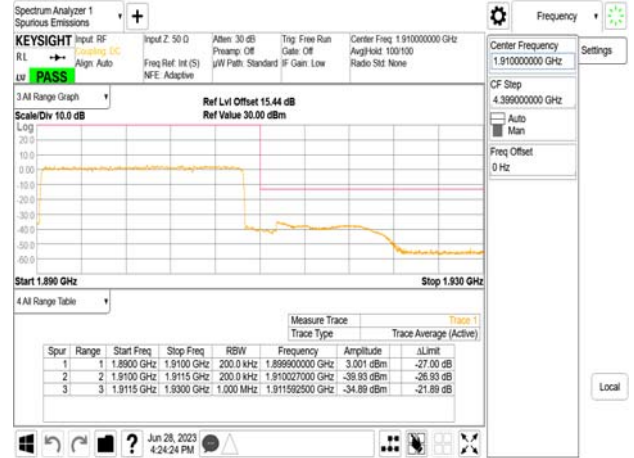 Spectrum Analyzer 1
Spurious Emissions
Frequency
KEYSIGHT
Input: RF
Coupling: DC
Align: Auto
Input Z: 50 Ω
Freq Ref: Int (S)
NFE: Adaptive
Atten: 30 dB
Preamp: Off
µW Path: Standard
Trig: Free Run
Gate: Off
IF Gain: Low
Center Freq: 1.910000000 GHz
Avg|Hold: 100/100
Radio Std: None
RL
LV PASS
Center Frequency
1.910000000 GHz
Settings
CF Step
4.399000000 GHz
Auto
Man
Freq Offset
0 Hz
Local
3 All Range Graph
Scale/Div 10.0 dB
Ref Lvl Offset 15.44 dB
Ref Value 30.00 dBm
Log
20.0
10.0
0.00
-10.0
-20.0
-30.0
-40.0
-50.0
-60.0
Start 1.890 GHz
Stop 1.930 GHz
4 All Range Table
Measure Trace Trace 1
Trace Type Trace Average (Active)
Spur Range Start Freq Stop Freq RBW Frequency Amplitude ΔLimit
1 1 1.8900 GHz 1.9100 GHz 200.0 kHz 1.899900000 GHz 3.001 dBm -27.00 dB
2 2 1.9100 GHz 1.9115 GHz 200.0 kHz 1.910027000 GHz -39.93 dBm -26.93 dB
3 3 1.9115 GHz 1.9300 GHz 1.000 MHz 1.911592500 GHz -34.89 dBm -21.89 dB
Jun 28, 2023
4:24:24 PM